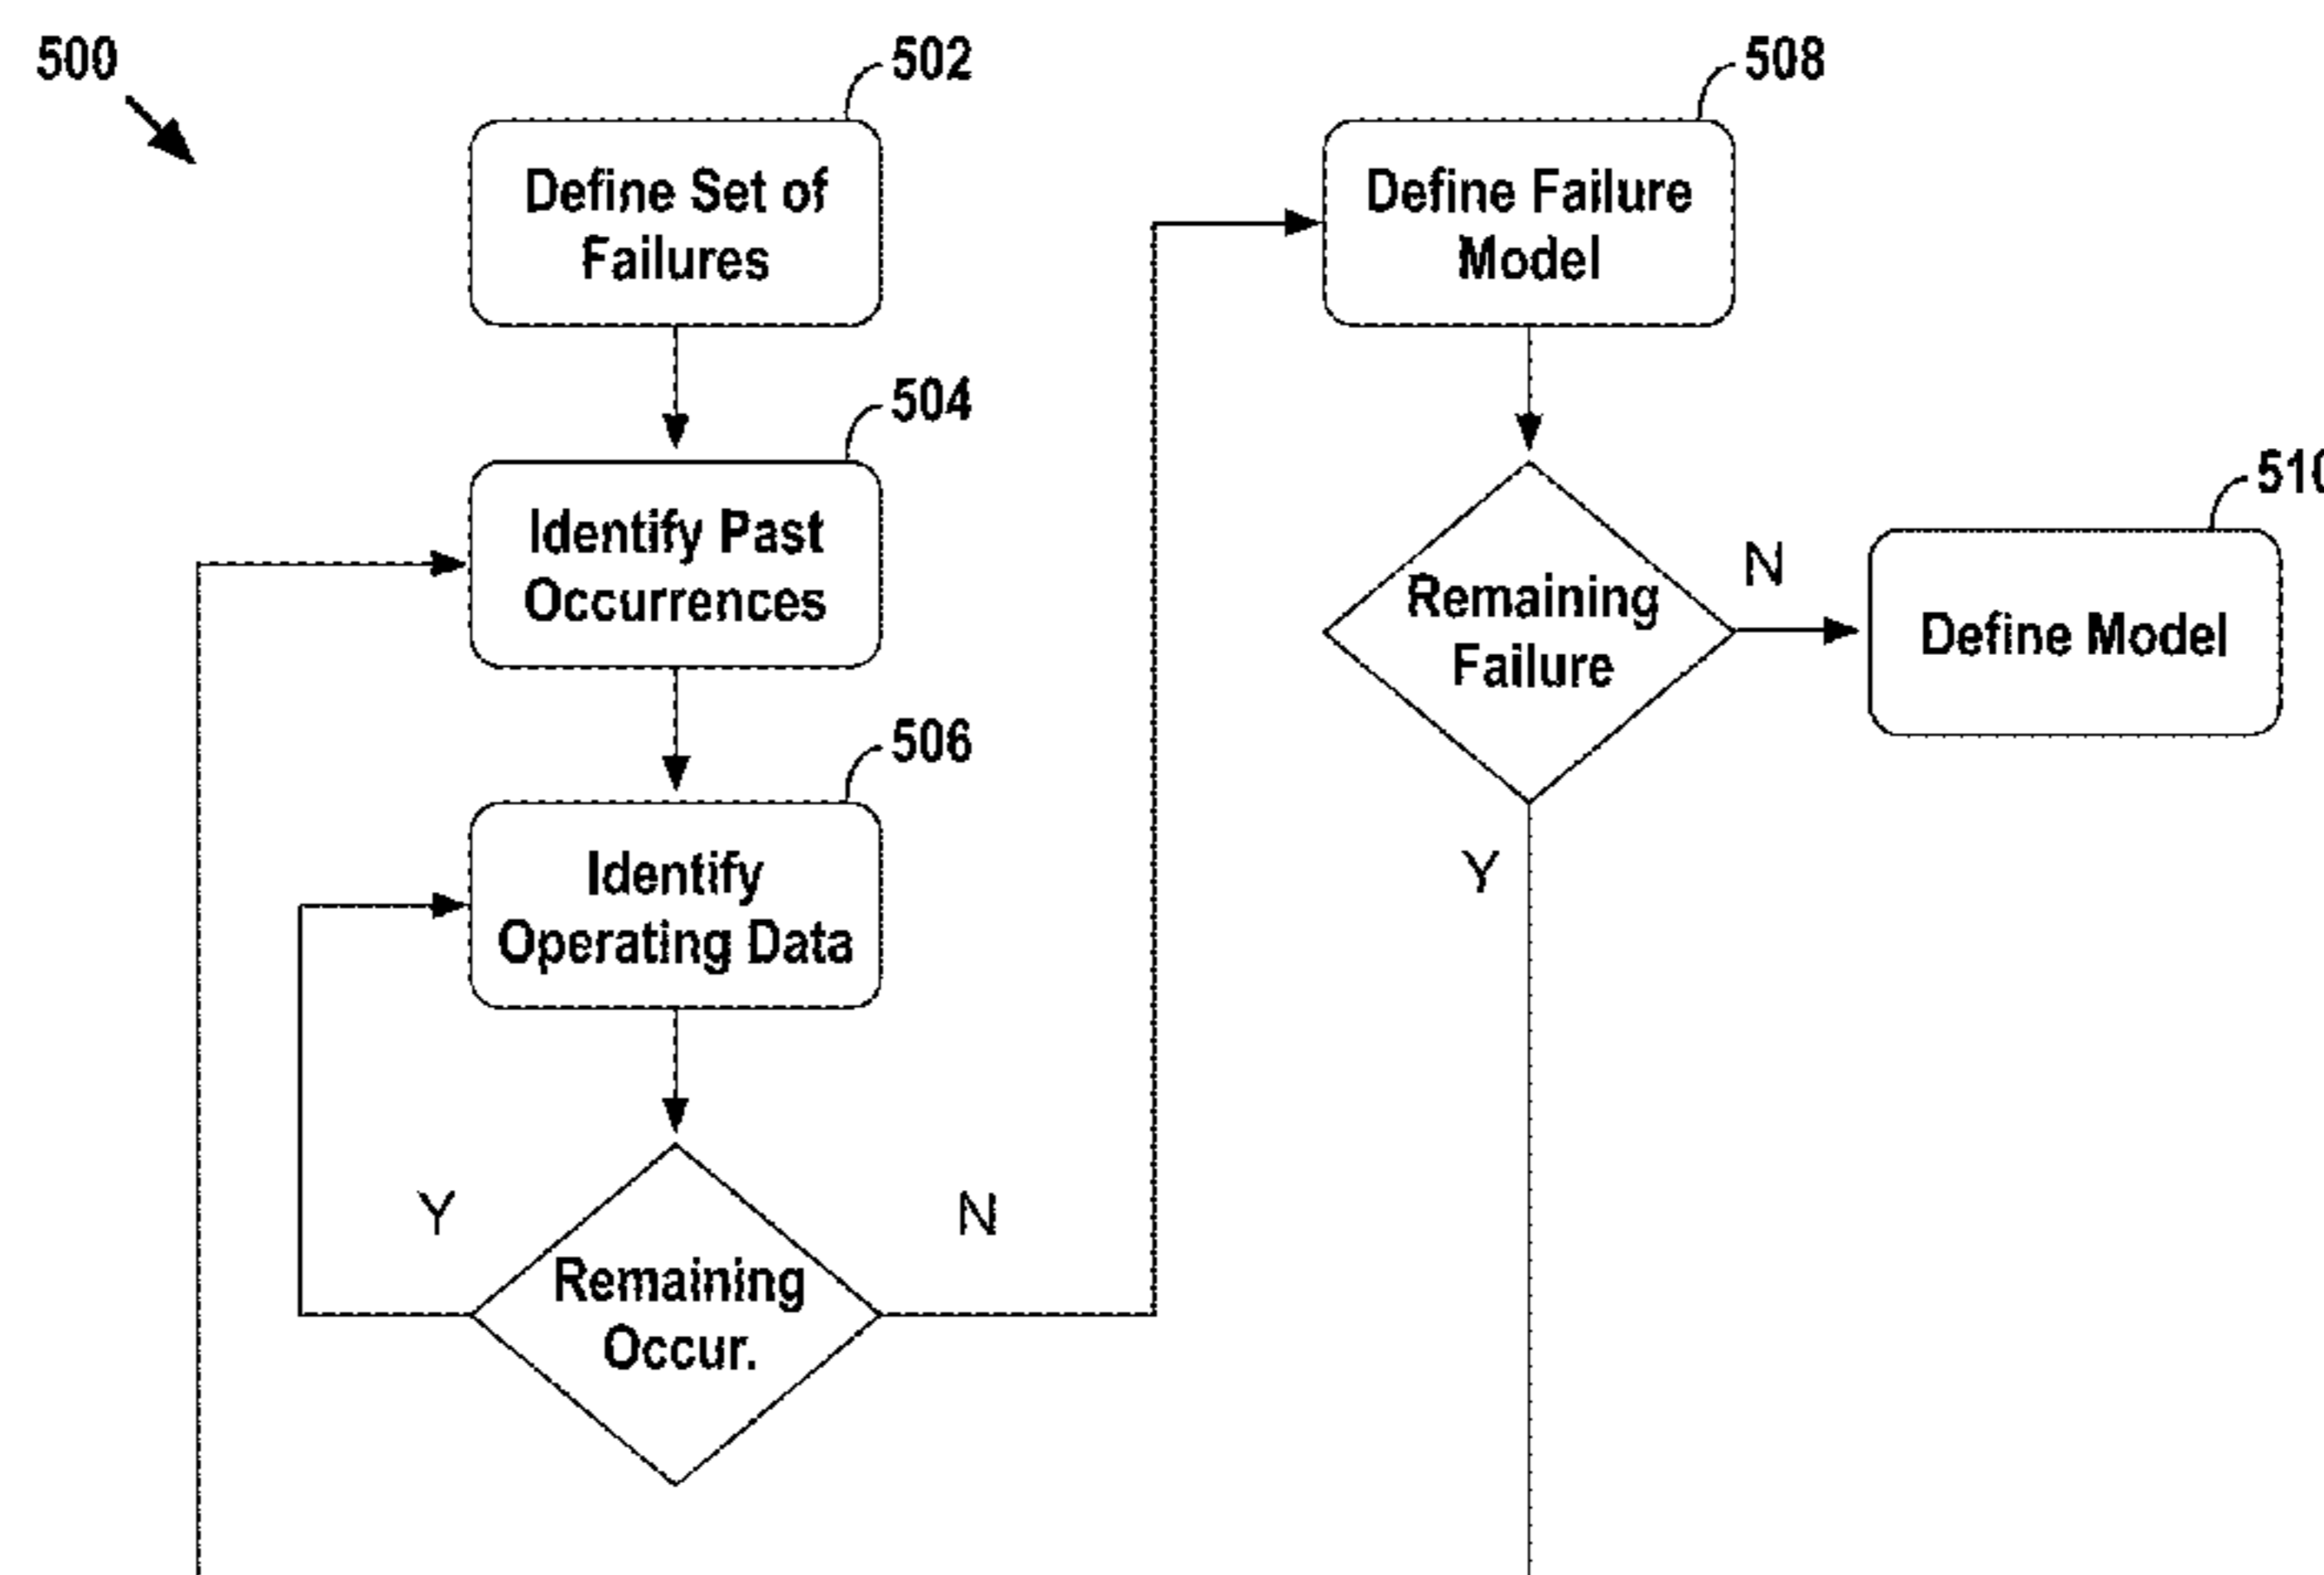 500
502
Define Set of
Failures
504
Identify Past
Occurrences
506
Identify
Operating Data
Y
N
Remaining
Occur.
508
Define Failure
Model
Remaining
Failure
N
Y
510
Define Model